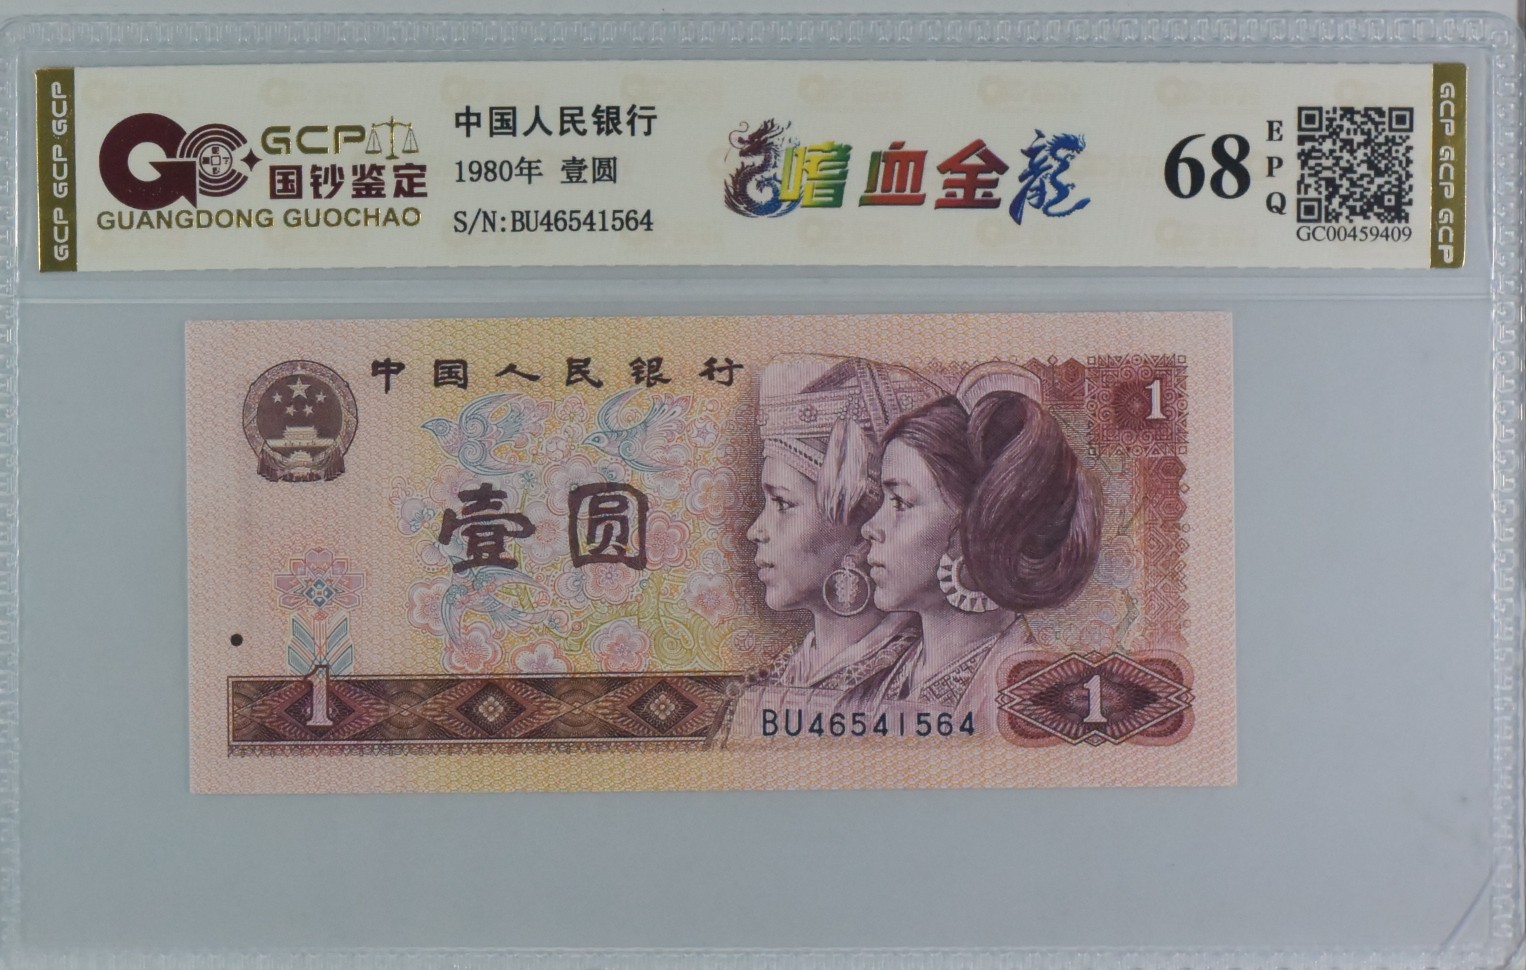 GCP GCP GCP
GCP
国钞鉴定
GUANGDONG GUOCHAO
中国人民银行
1980年 壹圆
S/N:BU46541564
嗜血金龍
68
EPQ
GC00459409
GCP GCP GCP
中国人民银行
1
壹圆
1
BU46541564
1